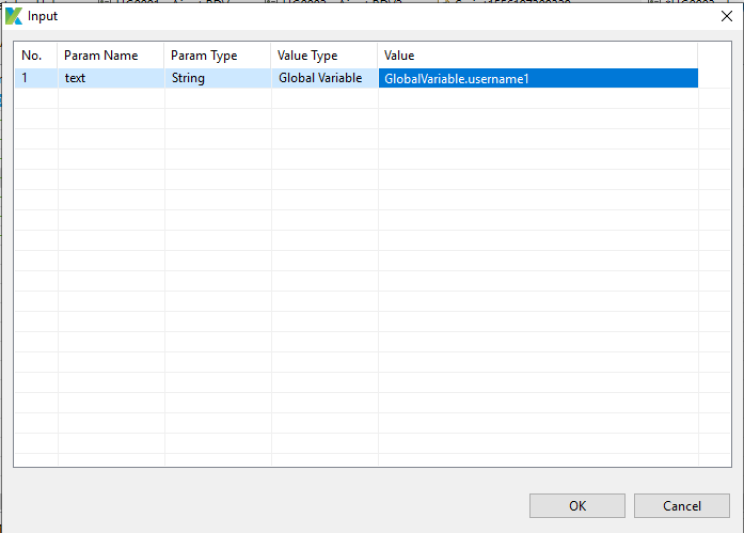 Input
No. Param Name Param Type Value Type Value
1 text String Global Variable GlobalVariable.username1
OK Cancel